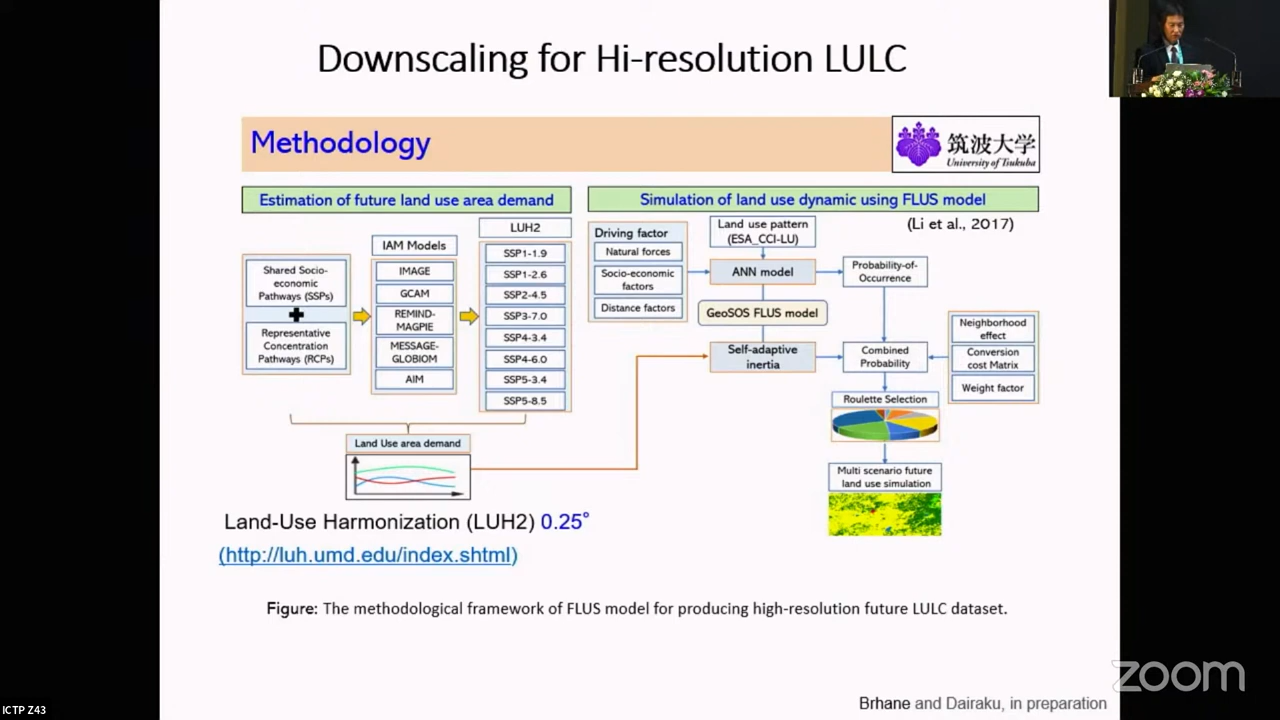 Downscaling for Hi-resolution LULC
Methodology
筑波大学
University of Tsukuba
Estimation of future land use area demand
Shared Socio-
economic
Pathways (SSPs)
Representative
Concentration
Pathways (RCPs)
IAM Models
IMAGE
GCAM
REMIND-
MAGPIE
MESSAGE-
GLOBIOM
AIM
LUH2
SSP1-1.9
SSP1-2.6
SSP2-4.5
SSP3-7.0
SSP4-3.4
SSP4-6.0
SSP5-3.4
SSP5-8.5
Land Use area demand
Simulation of land use dynamic using FLUS model
(Li et al., 2017)
Driving factor
Natural forces
Socio-economic
factors
Distance factors
Land use pattern
(ESA_CCI-LU)
ANN model
GeoSOS FLUS model
Self-adaptive
inertia
Probability-of-
Occurrence
Combined
Probability
Neighborhood
effect
Conversion
cost Matrix
Weight factor
Roulette Selection
Multi scenario future
land use simulation
Land-Use Harmonization (LUH2) 0.25°
(http://luh.umd.edu/index.shtml)
Figure: The methodological framework of FLUS model for producing high-resolution future LULC dataset.
Brhane and Dairaku, in preparation
zoom
ICTP Z43